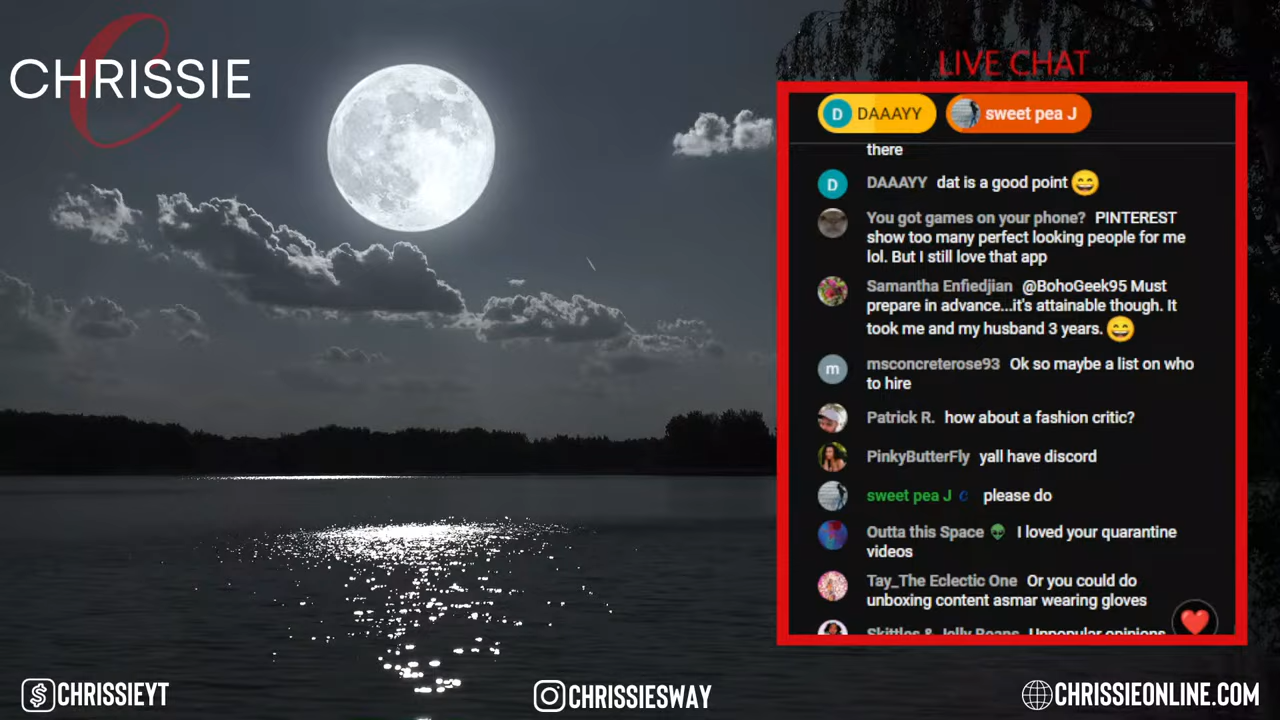 CHRISSIE
LIVE CHAT
D DAAAYY sweet pea J
there
D DAAAYY dat is a good point 😄
You got games on your phone? PINTEREST
show too many perfect looking people for me
lol. But I still love that app
Samantha Enfiedjian @BohoGeek95 Must
prepare in advance...it's attainable though. It
took me and my husband 3 years. 😄
m msconcreterose93 Ok so maybe a list on who
to hire
Patrick R. how about a fashion critic?
PinkyButterFly yall have discord
sweet pea J C please do
Outta this Space 👽 I loved your quarantine
videos
Tay_The Eclectic One Or you could do
unboxing content asmar wearing gloves
Skittles & Jelly Beans Unpopular opinions
$ CHRISSIEYT
CHRISSIESWAY
CHRISSIEONLINE.COM